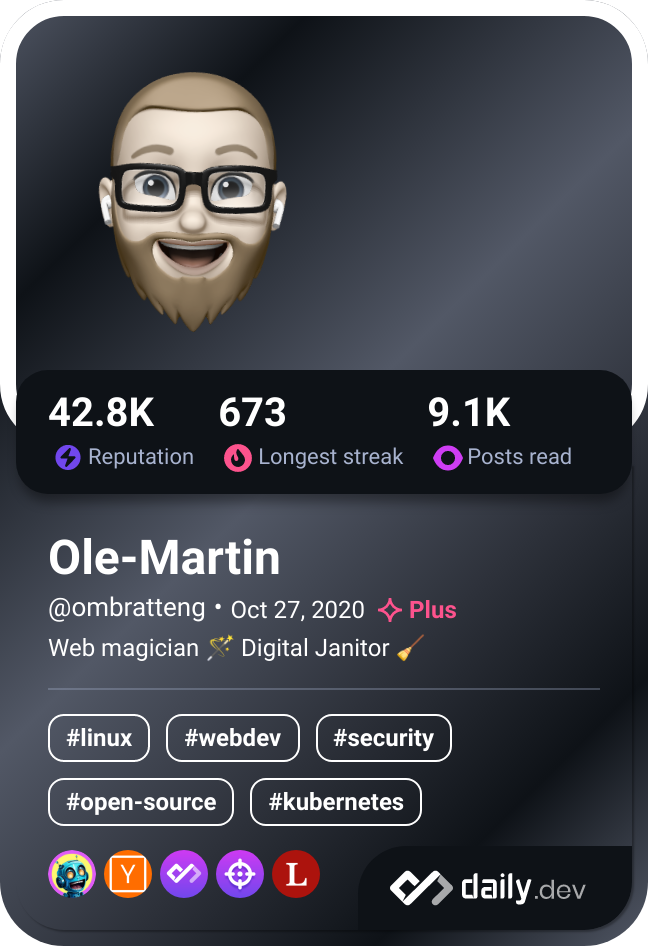 42.8K 673 9.1K
Reputation Longest streak Posts read
Ole-Martin
@ombratteng • Oct 27, 2020 Plus
Web magician 🪄 Digital Janitor 🧹
#linux #webdev #security
#open-source #kubernetes
Y L daily.dev